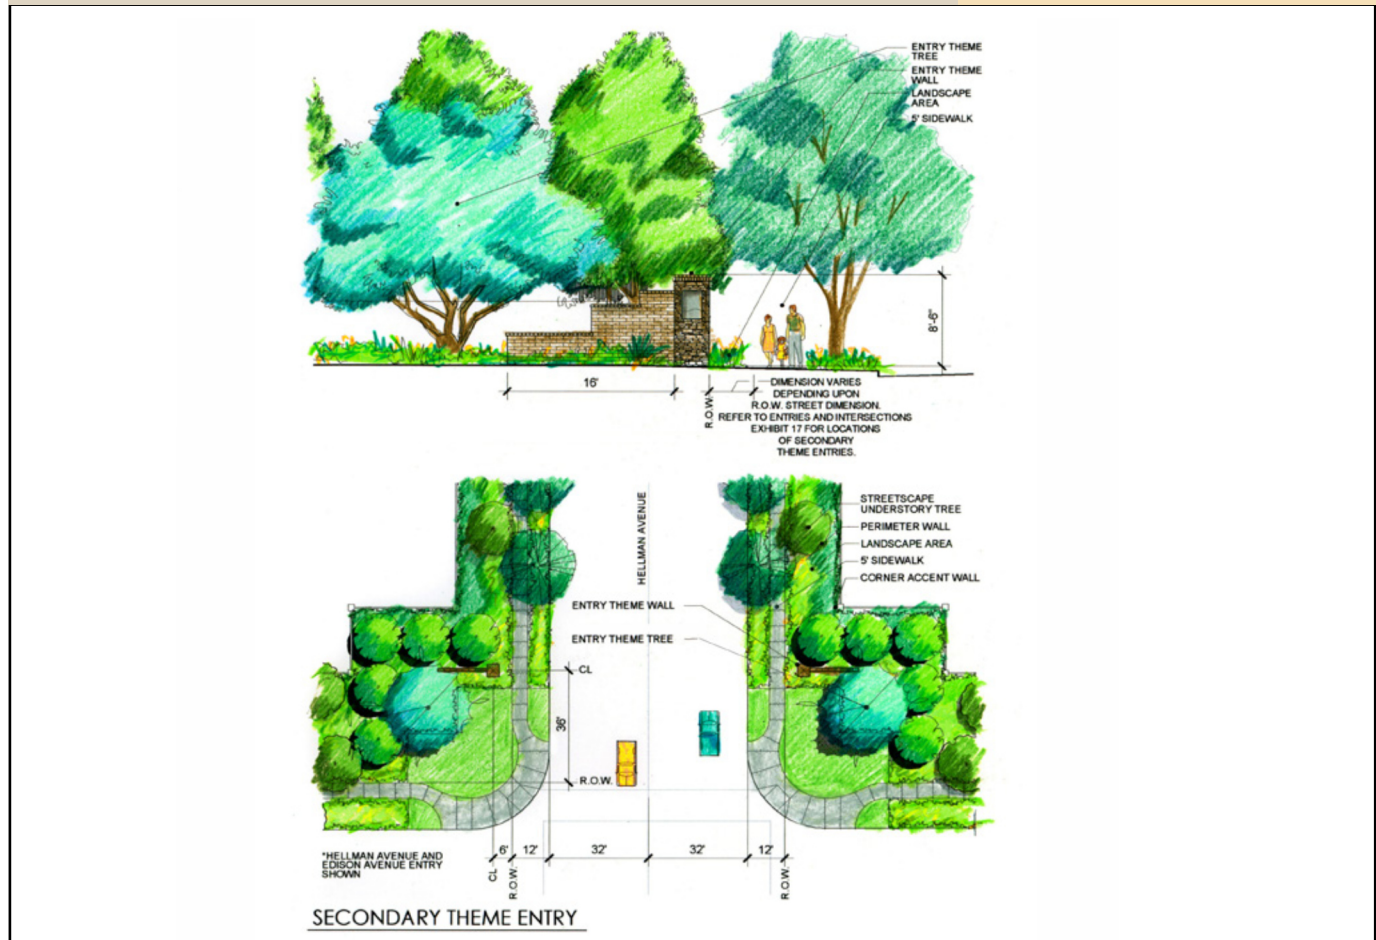 ENTRY THEME
TREE
ENTRY THEME
WALL
LANDSCAPE
AREA
5' SIDEWALK
8'-6"
16'
R.O.W.
DIMENSION VARIES
DEPENDING UPON
R.O.W. STREET DIMENSION.
REFER TO ENTRIES AND INTERSECTIONS
EXHIBIT 17 FOR LOCATIONS
OF SECONDARY
THEME ENTRIES.
HELLMAN AVENUE
STREETSCAPE
UNDERSTORY TREE
PERIMETER WALL
LANDSCAPE AREA
5' SIDEWALK
CORNER ACCENT WALL
ENTRY THEME WALL
ENTRY THEME TREE
CL
36'
R.O.W.
6'
12'
32'
32'
12'
CL
R.O.W.
R.O.W.
*HELLMAN AVENUE AND
EDISON AVENUE ENTRY
SHOWN
SECONDARY THEME ENTRY